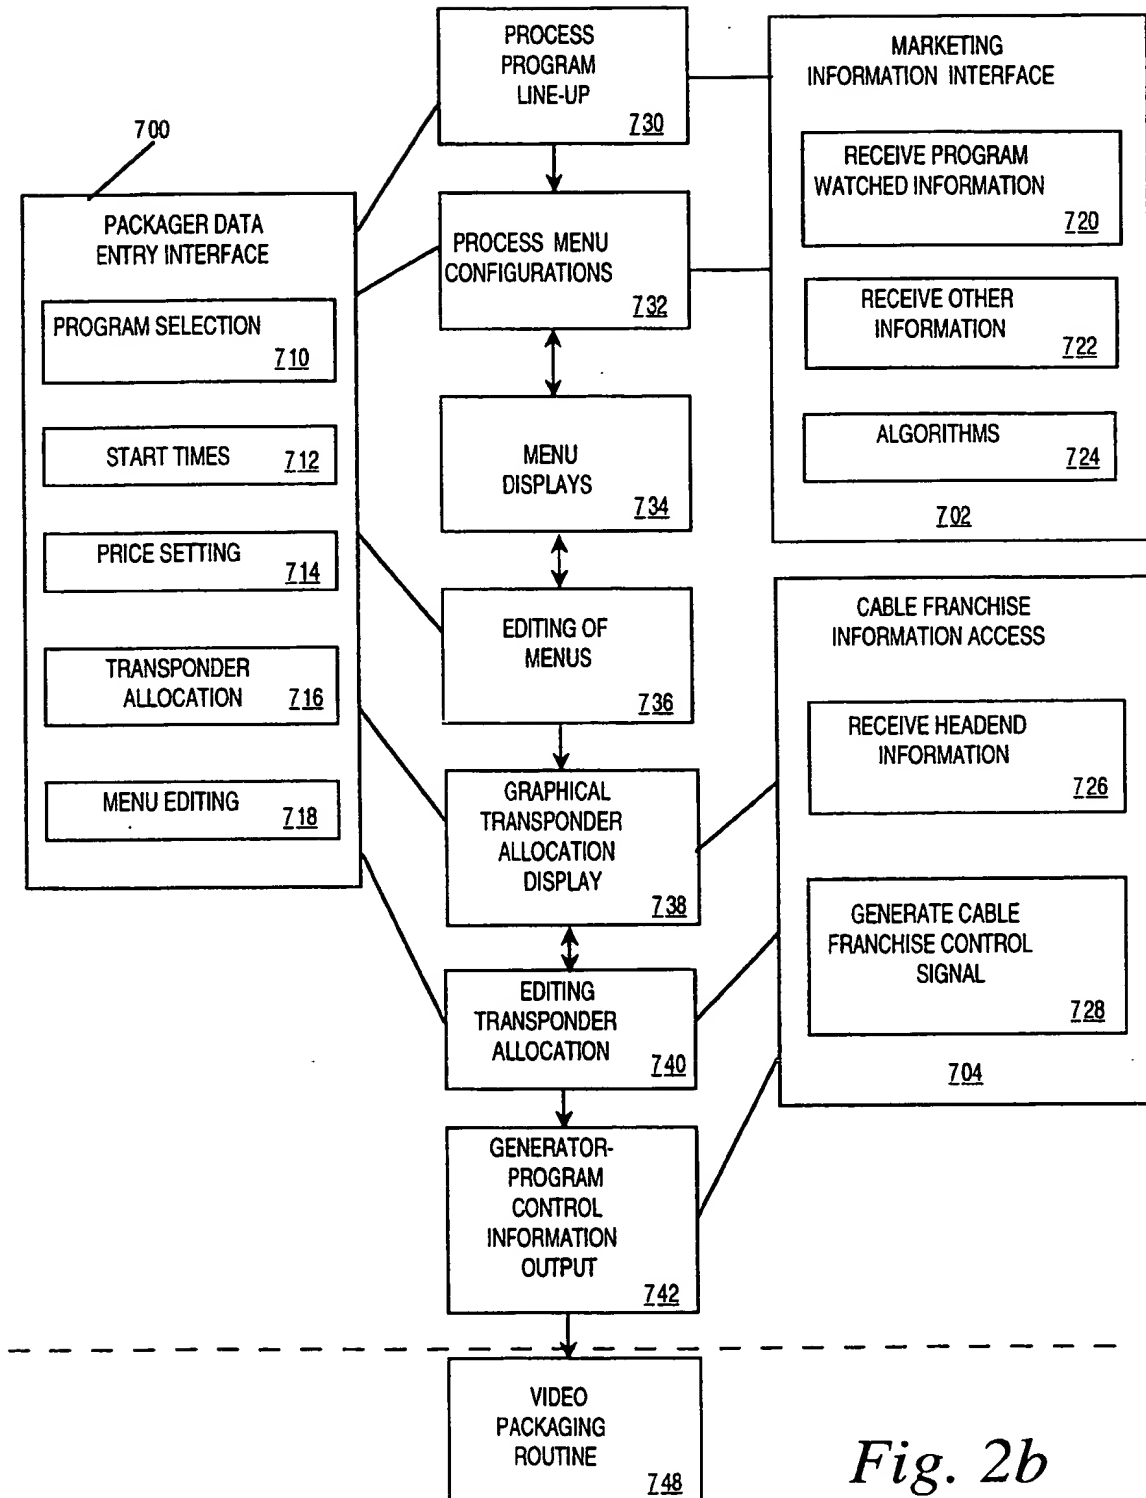 700
PACKAGER DATA
ENTRY INTERFACE
PROGRAM SELECTION
710
START TIMES 712
PRICE SETTING
714
TRANSPONDER
ALLOCATION 716
MENU EDITING 718
PROCESS
PROGRAM
LINE-UP
730
PROCESS MENU
CONFIGURATIONS
732
MENU
DISPLAYS
734
EDITING OF
MENUS
736
GRAPHICAL
TRANSPONDER
ALLOCATION
DISPLAY
738
EDITING
TRANSPONDER
ALLOCATION
740
GENERATOR-
PROGRAM
CONTROL
INFORMATION
OUTPUT
742
VIDEO
PACKAGING
ROUTINE
748
MARKETING
INFORMATION INTERFACE
RECEIVE PROGRAM
WATCHED INFORMATION
720
RECEIVE OTHER
INFORMATION
722
ALGORITHMS
724
702
CABLE FRANCHISE
INFORMATION ACCESS
RECEIVE HEADEND
INFORMATION
726
GENERATE CABLE
FRANCHISE CONTROL
SIGNAL
728
704
Fig. 2b